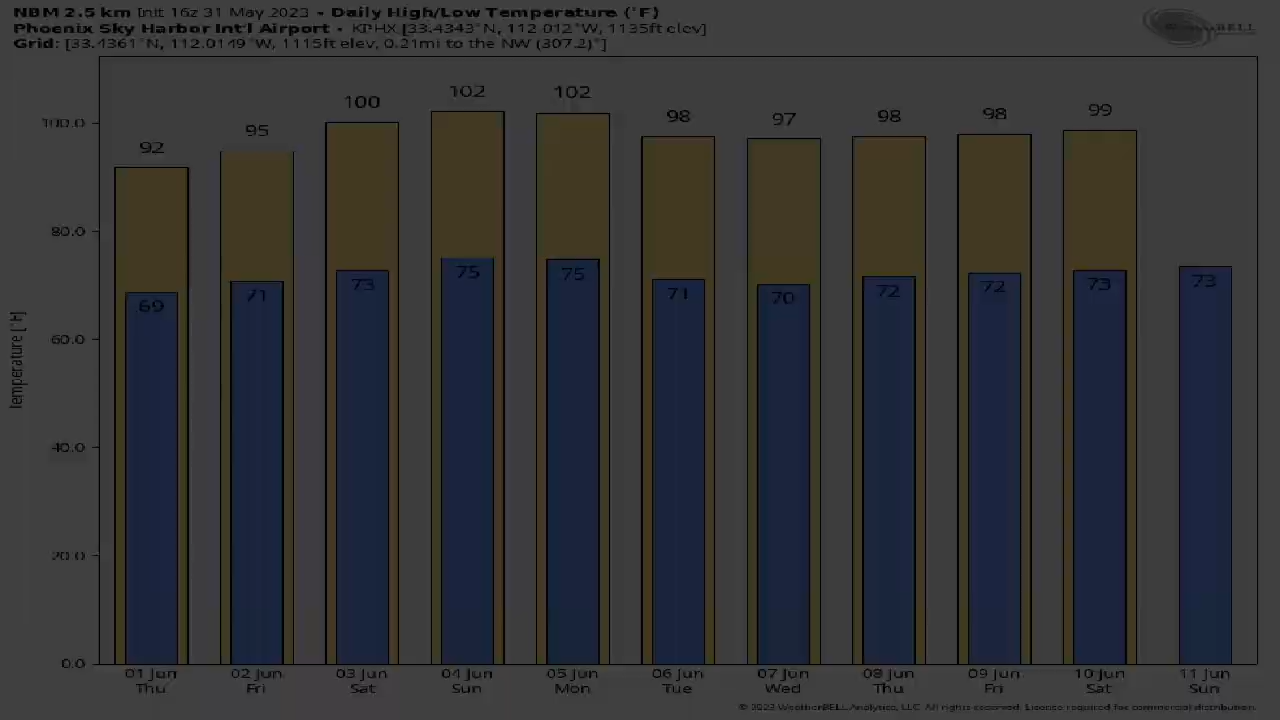 NBM 2.5 km Init 16z 31 May 2023 • Daily High/Low Temperature (°F)
Phoenix Sky Harbor Int'l Airport • KPHX [33.4343°N, 112.012°W, 1135ft elev]
Grid: [33.4361°N, 112.0149°W, 1115ft elev, 0.21mi to the NW (307.2)°]
WeatherBELL
102 102
100 99
95 98 97 98 98
92
100.0
80.0
75 75
69 71 73 71 70 72 72 73 73
60.0
Temperature [°F]
40.0
20.0
0.0
01 Jun 02 Jun 03 Jun 04 Jun 05 Jun 06 Jun 07 Jun 08 Jun 09 Jun 10 Jun 11 Jun
Thu Fri Sat Sun Mon Tue Wed Thu Fri Sat Sun
© 2023 WeatherBELL Analytics, LLC. All rights reserved. License required for commercial distribution.